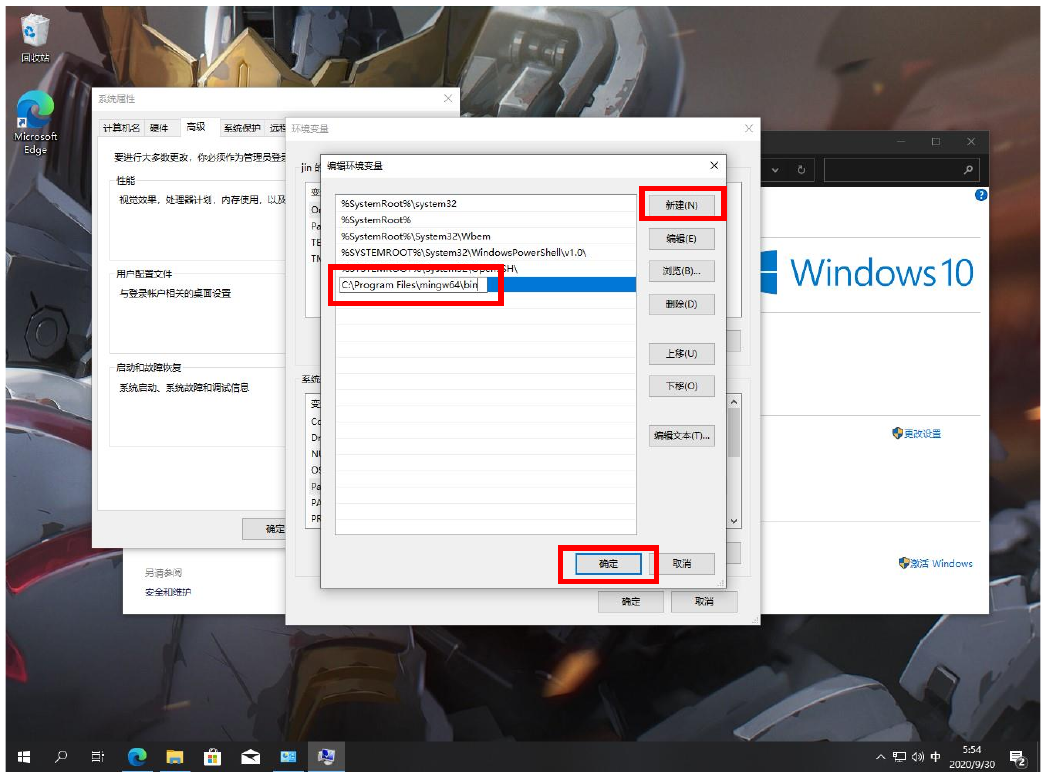 回收站
Microsoft
Edge
系统属性
计算机名 硬件 高级 系统保护 远程
要进行大多数更改，你必须作为管理员登录
性能
视觉效果，处理器计划，内存使用，以及
用户配置文件
与登录帐户相关的桌面设置
启动和故障恢复
系统启动、系统故障和调试信息
确定
环境变量
jin 的
变
Pa
TE
TM
系统
变
Co
Dr
NU
OS
Pa
PA
PR
确定 取消
编辑环境变量
%SystemRoot%\system32
%SystemRoot%
%SystemRoot%\System32\Wbem
%SYSTEMROOT%\System32\WindowsPowerShell\v1.0\
%SYSTEMROOT%\System32\OpenSSH\
C:\Program Files\mingw64\bin
新建(N)
编辑(E)
浏览(B)...
删除(D)
上移(U)
下移(O)
编辑文本(T)...
确定 取消
Windows 10
更改设置
激活 Windows
另请参阅
安全和维护
中
5:54
2020/9/30
2